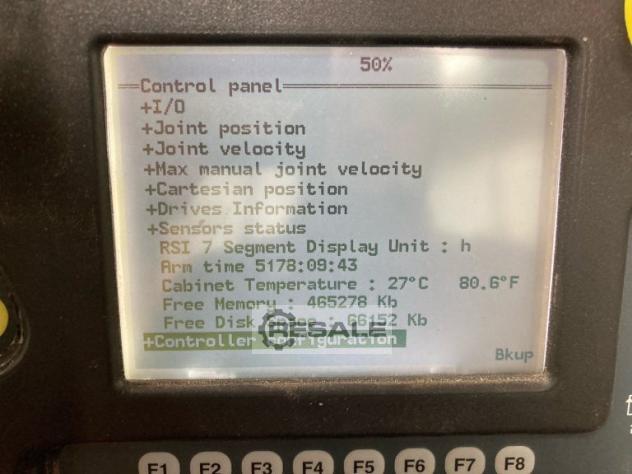 50%
Control panel
+I/O
+Joint position
+Joint velocity
+Max manual joint velocity
+Cartesian position
+Drives Information
+Sensors status
RSI 7 Segment Display Unit : h
Arm time 5178:09:43
Cabinet Temperature : 27°C 80.6°F
Free Memory : 465278 Kb
Free Disk : 66152 Kb
RESALE
+Controller configuration
Bkup
F1 F2 F3 F4 F5 F6 F7 F8